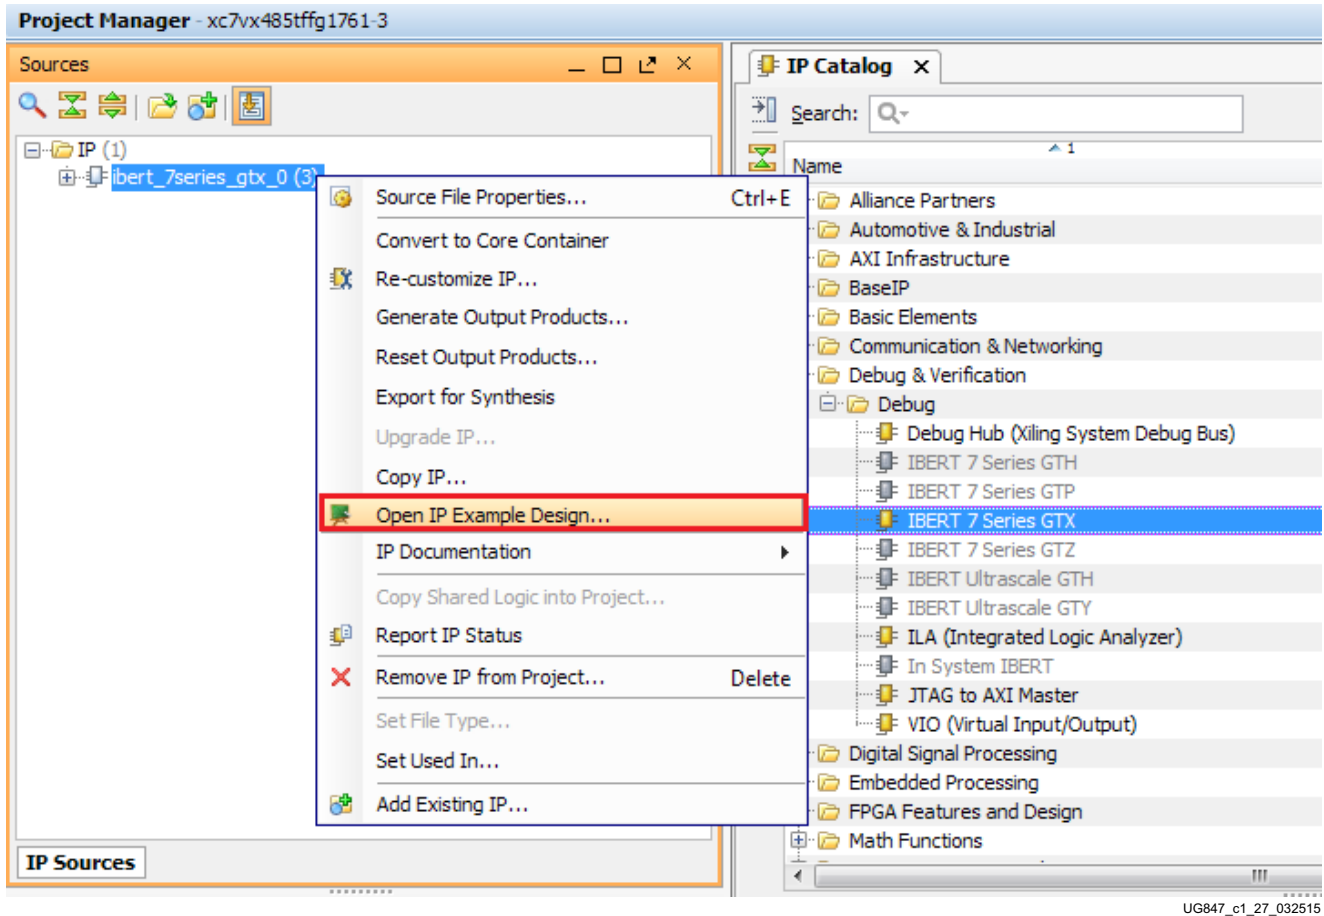 Project Manager - xc7vx485tffg1761-3
Sources
IP (1)
ibert_7series_gtx_0 (3)
Source File Properties... Ctrl+E
Convert to Core Container
Re-customize IP...
Generate Output Products...
Reset Output Products...
Export for Synthesis
Upgrade IP...
Copy IP...
Open IP Example Design...
IP Documentation
Copy Shared Logic into Project...
Report IP Status
Remove IP from Project... Delete
Set File Type...
Set Used In...
Add Existing IP...
IP Sources
IP Catalog
Search:
Name 1
Alliance Partners
Automotive & Industrial
AXI Infrastructure
BaseIP
Basic Elements
Communication & Networking
Debug & Verification
Debug
Debug Hub (Xiling System Debug Bus)
IBERT 7 Series GTH
IBERT 7 Series GTP
IBERT 7 Series GTX
IBERT 7 Series GTZ
IBERT Ultrascale GTH
IBERT Ultrascale GTY
ILA (Integrated Logic Analyzer)
In System IBERT
JTAG to AXI Master
VIO (Virtual Input/Output)
Digital Signal Processing
Embedded Processing
FPGA Features and Design
Math Functions
UG847_c1_27_032515